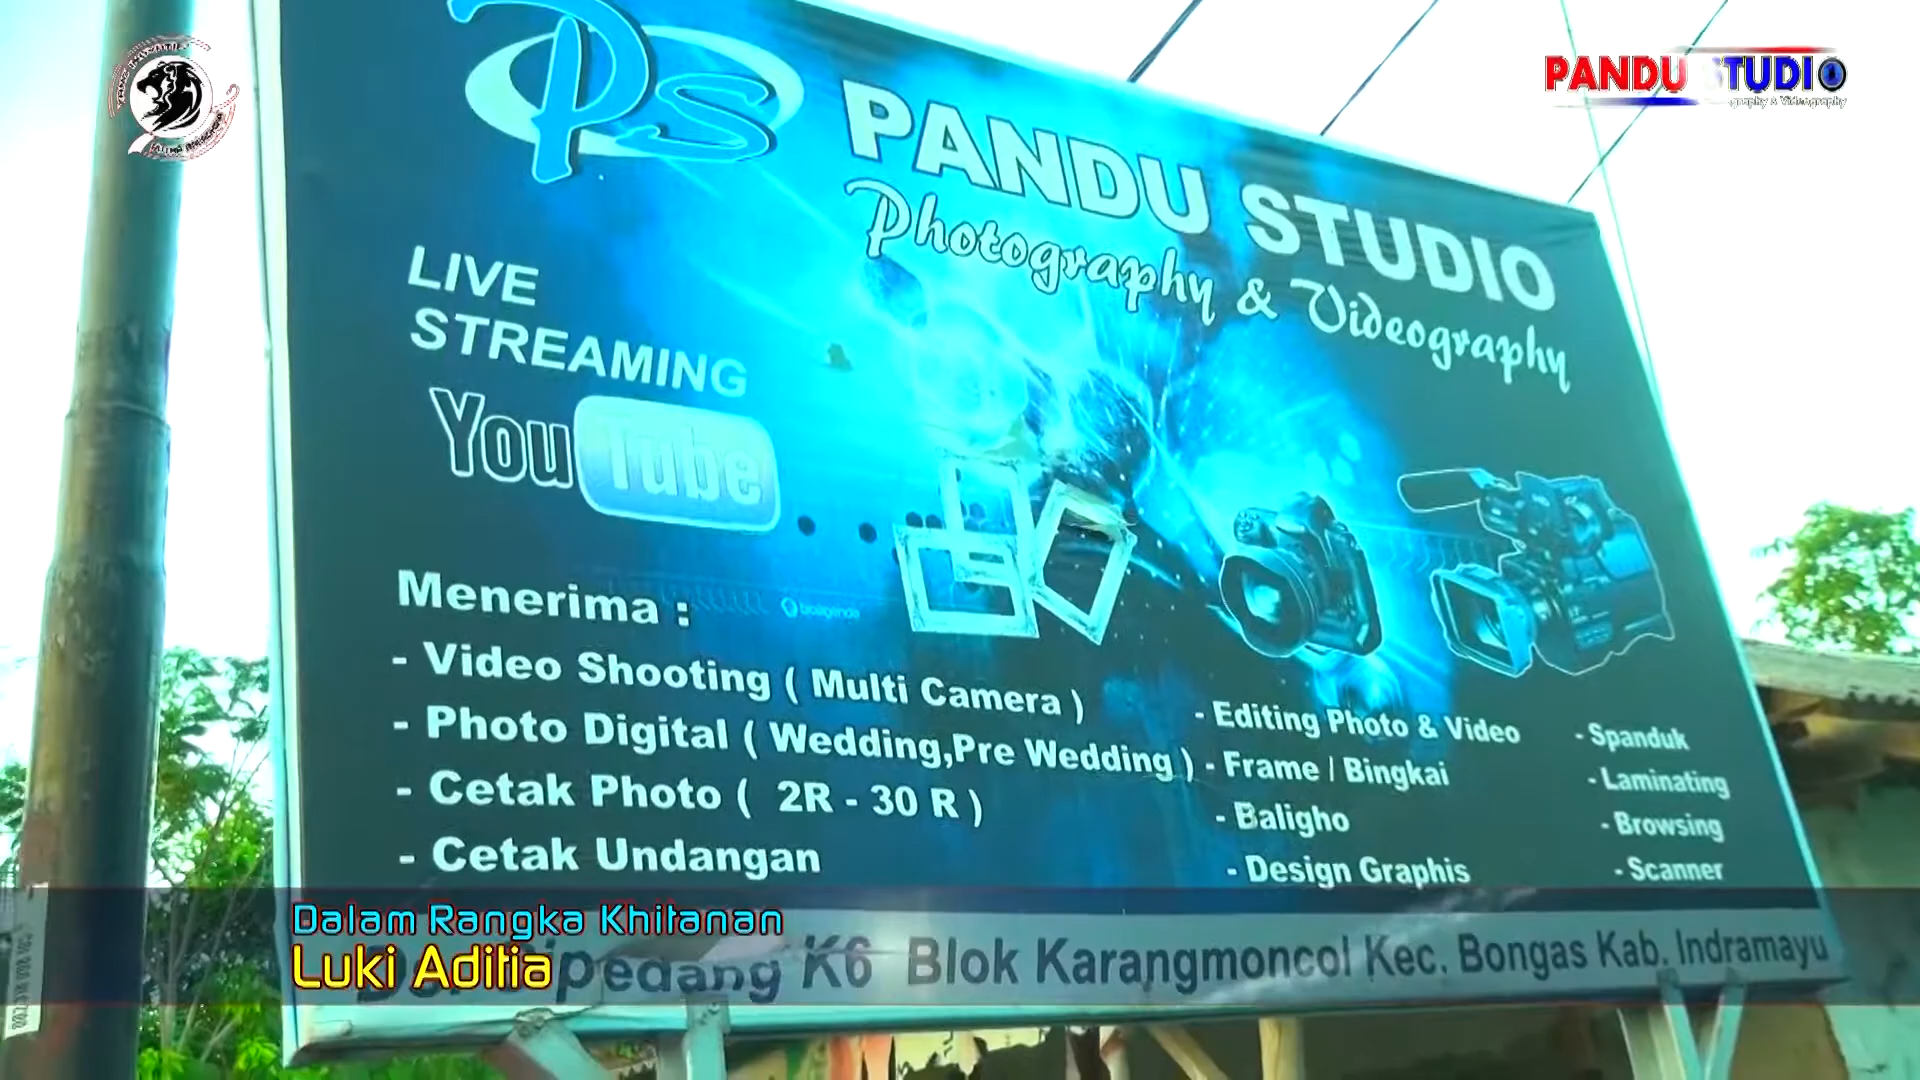 PS
PANDU STUDIO
Photography & Videography
PANDU STUDIO
LIVE
STREAMING
YouTube
Menerima :
- Video Shooting ( Multi Camera )
- Photo Digital ( Wedding,Pre Wedding )
- Cetak Photo ( 2R - 30 R )
- Cetak Undangan
- Editing Photo & Video
- Frame / Bingkai
- Baligho
- Design Graphis
- Spanduk
- Laminating
- Browsing
- Scanner
K6 Blok Karangmoncol Kec. Bongas Kab. Indramayu
Dalam Rangka Khitanan
Luki Aditia